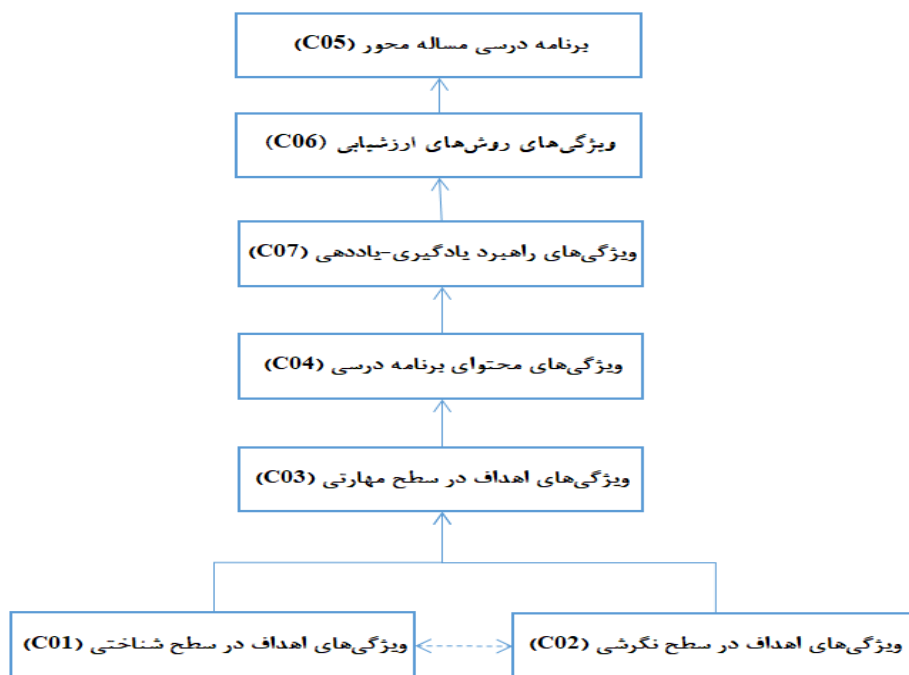 برنامه درسی مساله محور (C05)
ویژگی‌های روش‌های ارزشیابی (C06)
ویژگی‌های راهبرد یادگیری-یاددهی (C07)
ویژگی‌های محتوای برنامه درسی (C04)
ویژگی‌های اهداف در سطح مهارتی (C03)
ویژگی‌های اهداف در سطح نگرشی (C02)
ویژگی‌های اهداف در سطح شناختی (C01)